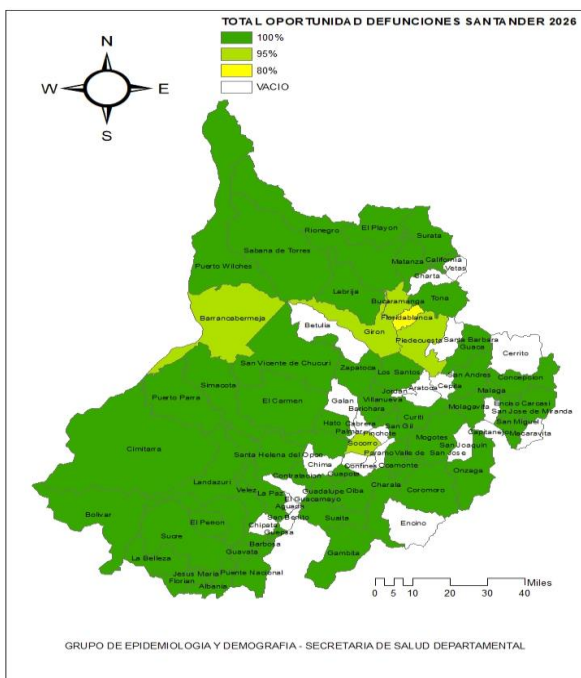 TOTAL OPORTUNIDAD DEFUNCIONES SANTANDER 2026
100%
95%
80%
VACIO
N
W
E
S
El Playon
Rionegro
Surata
Sabana de Torres
Matanza
California
Vetas
Puerto Wilches
Charta
Labrija
Bucaramanga
Tona
Barrancabermeja
Floridablanca
Betulia
Giron
Piedecuesta
Santa Barbara
Guaca
Cerrito
San Vicente de Chucuri
Zapatoca
Los Santos
San Andres
Concepcion
Simacota
Jordan
Aratoca
Cepita
Malaga
Puerto Parra
El Carmen
Galan
Villanueva
Barichara
Enciso
Carcasi
Molagavita
San Jose de Miranda
Hato
Cabrera
Curiti
San Gil
San Miguel
Palmar
Pinchote
Mogotes
Capitanejo
Macaravita
Cimitarra
Socorro
San Joaquin
Santa Helena del Opon
Paramo
Valle de San Jose
Chima
Confines
Ocamonte
Onzaga
Contratacion
Guapota
Landazuri
Velez
La Paz
Guadalupe
Oiba
Charala
Coromoro
El Guacamayo
Aguada
Bolivar
El Penon
San Benito
Suaita
Encino
Chipata
Guepsa
Sucre
Barbosa
Guavata
La Belleza
Gambita
Jesus Maria
Puente Nacional
Florian
Albania
Miles
0 5 10 20 30 40
GRUPO DE EPIDEMIOLOGIA Y DEMOGRAFIA - SECRETARIA DE SALUD DEPARTAMENTAL